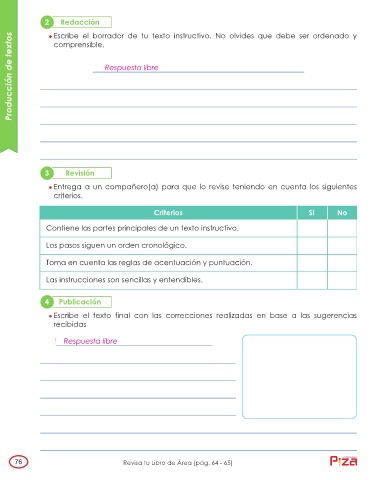 Producción de textos
2 Redacción
Escribe el borrador de tu texto instructivo. No olvides que debe ser ordenado y
comprensible.
Respuesta libre
3 Revisión
Entrega a un compañero(a) para que lo revise teniendo en cuenta los siguientes
criterios.
Criterios Sí No
Contiene las partes principales de un texto instructivo.
Los pasos siguen un orden cronológico.
Toma en cuenta las reglas de acentuación y puntuación.
Las instrucciones son sencillas y entendibles.
4 Publicación
Escribe el texto final con las correcciones realizadas en base a las sugerencias
recibidas
Respuesta libre
76
Revisa tu Libro de Área (pág. 64 - 65)